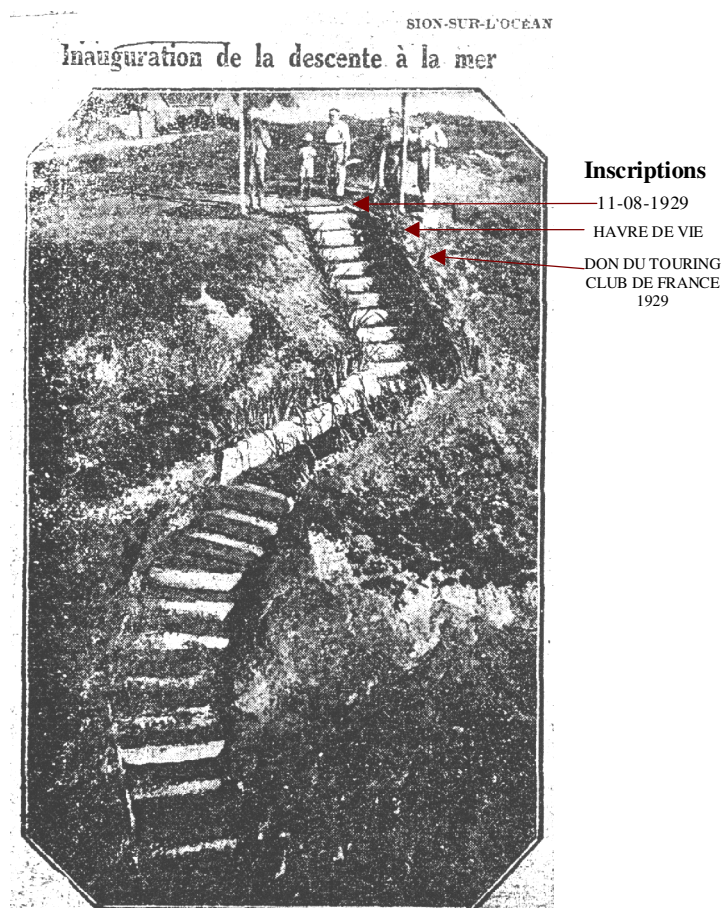 SION-SUR-L'OCÉAN
Inauguration de la descente à la mer
Inscriptions
11-08-1929
HAVRE DE VIE
DON DU TOURING
CLUB DE FRANCE
1929